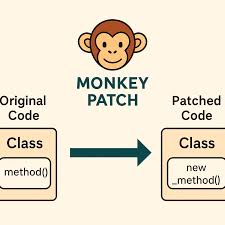 MONKEY
PATCH
Original
Code
Class
method()
Patched
Code
Class
new
_method()